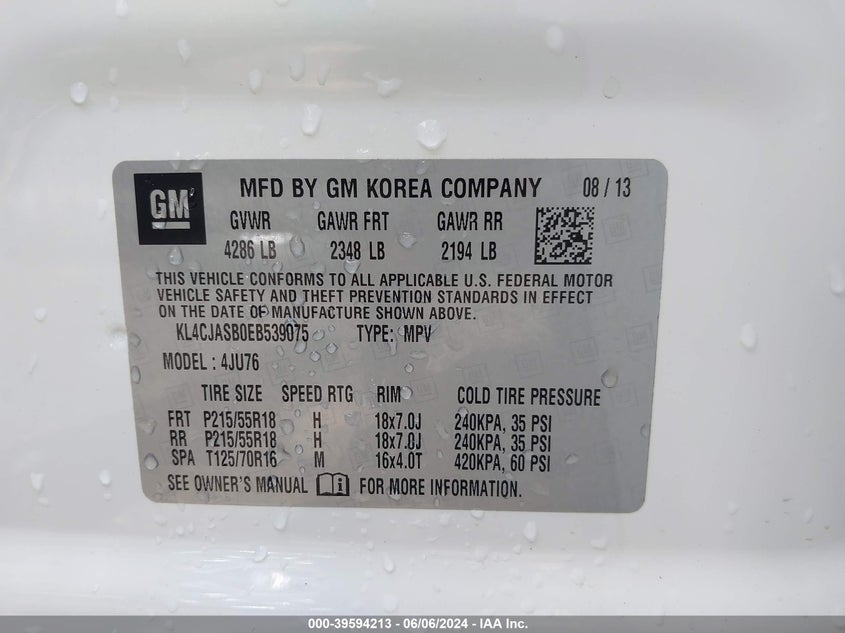 GM
MFD BY GM KOREA COMPANY 08 / 13
GVWR GAWR FRT GAWR RR
4286 LB 2348 LB 2194 LB
THIS VEHICLE CONFORMS TO ALL APPLICABLE U.S. FEDERAL MOTOR
VEHICLE SAFETY AND THEFT PREVENTION STANDARDS IN EFFECT
ON THE DATE OF MANUFACTURE SHOWN ABOVE.
KL4CJASB0EB539075 TYPE: MPV
MODEL : 4JU76
TIRE SIZE SPEED RTG RIM COLD TIRE PRESSURE
FRT P215/55R18 H 18x7.0J 240KPA, 35 PSI
RR P215/55R18 H 18x7.0J 240KPA, 35 PSI
SPA T125/70R16 M 16x4.0T 420KPA, 60 PSI
SEE OWNER'S MANUAL FOR MORE INFORMATION.
000-39594213 - 06/06/2024 - IAA Inc.